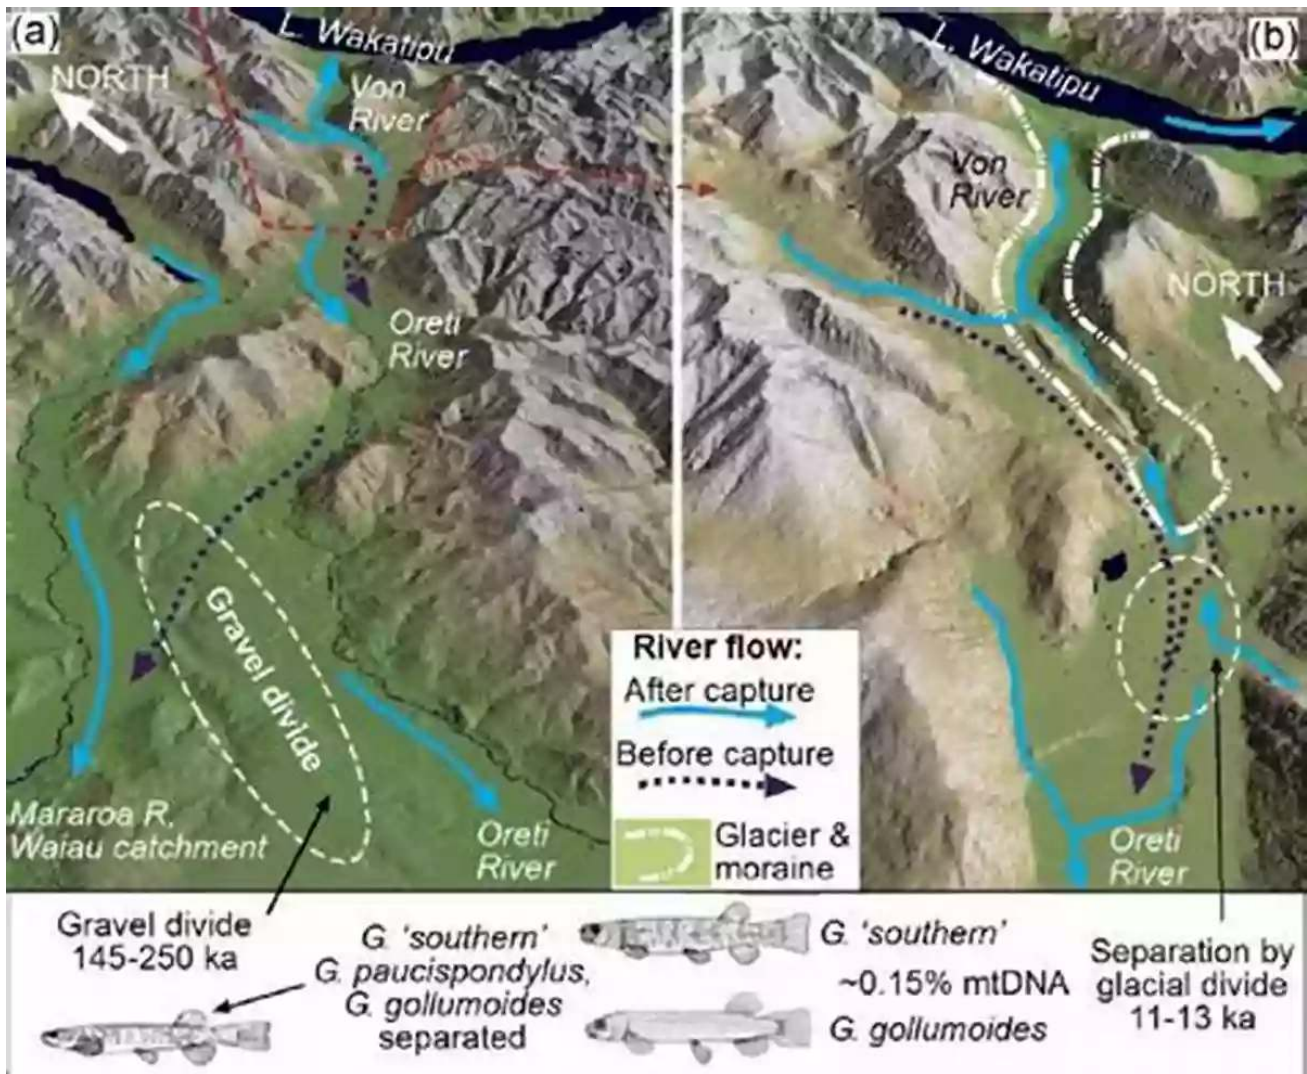 (a)
L. Wakatipu
NORTH
Von
River
Oreti
River
Gravel divide
Mararoa R.
Waiau catchment
Oreti
River
(b)
L. Wakatipu
Von
River
NORTH
Oreti
River
River flow:
After capture
Before capture
Glacier &
moraine
Gravel divide
145-250 ka
G. 'southern'
G. paucispondylus,
G. gollumoides
separated
G. 'southern'
~0.15% mtDNA
G. gollumoides
Separation by
glacial divide
11-13 ka